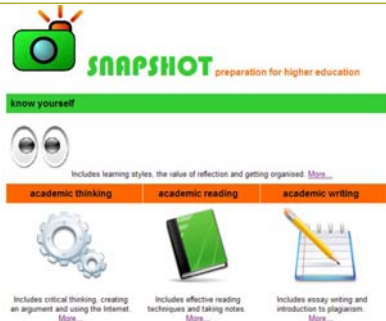 SNAPSHOT preparation for higher education
know yourself
Includes learning styles, the value of reflection and getting organised. More...
academic thinking
academic reading
academic writing
Includes critical thinking, creating
an argument and using the Internet.
More...
Includes effective reading
techniques and taking notes.
More...
Includes essay writing and
introduction to plagiarism.
More...